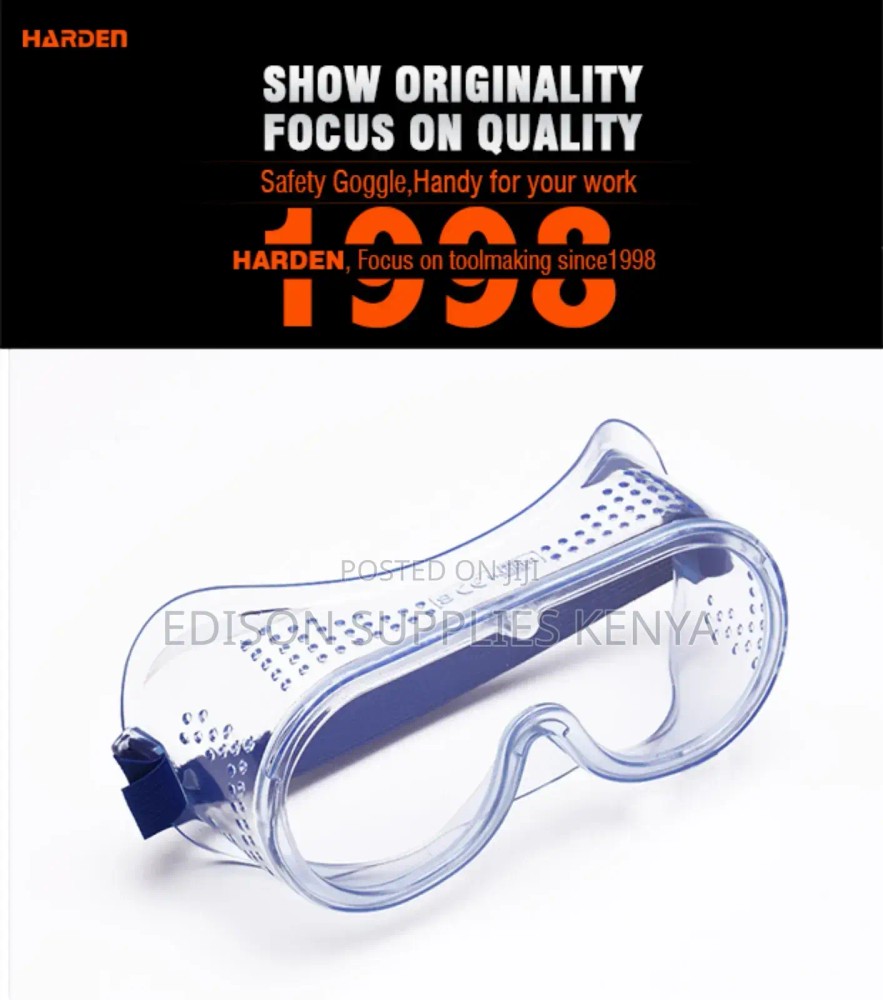 HARDEN
SHOW ORIGINALITY
FOCUS ON QUALITY
Safety Goggle,Handy for your work
1998
HARDEN, Focus on toolmaking since1998
POSTED ON JIJI
EDISON SUPPLIES KENYA